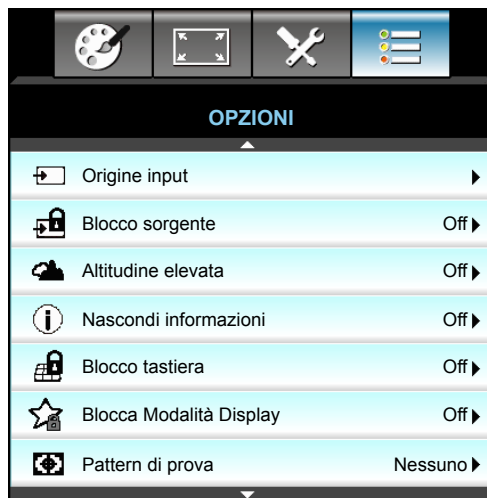 OPZIONI
Origine input
Blocco sorgente Off
Altitudine elevata Off
Nascondi informazioni Off
Blocco tastiera Off
Blocca Modalità Display Off
Pattern di prova Nessuno